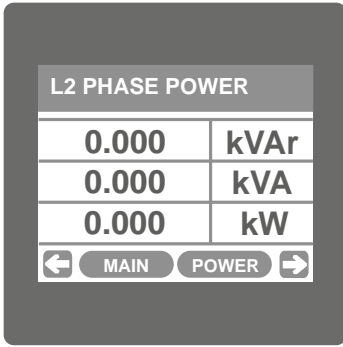 L2 PHASE POWER
0.000 kVAr
0.000 kVA
0.000 kW
MAIN POWER